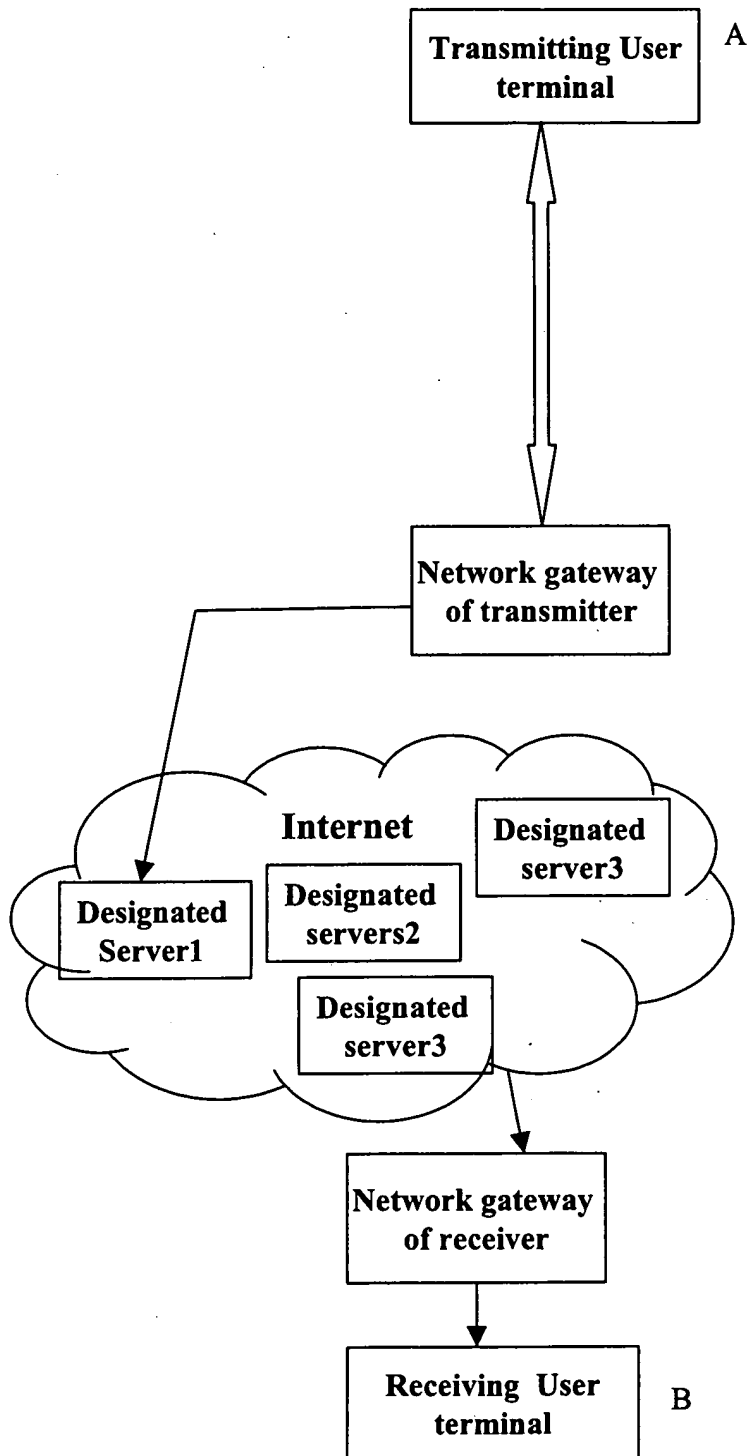 A
Transmitting User
terminal
Network gateway
of transmitter
Internet
Designated
server3
Designated
servers2
Designated
Server1
Designated
server3
Network gateway
of receiver
Receiving User
terminal
B